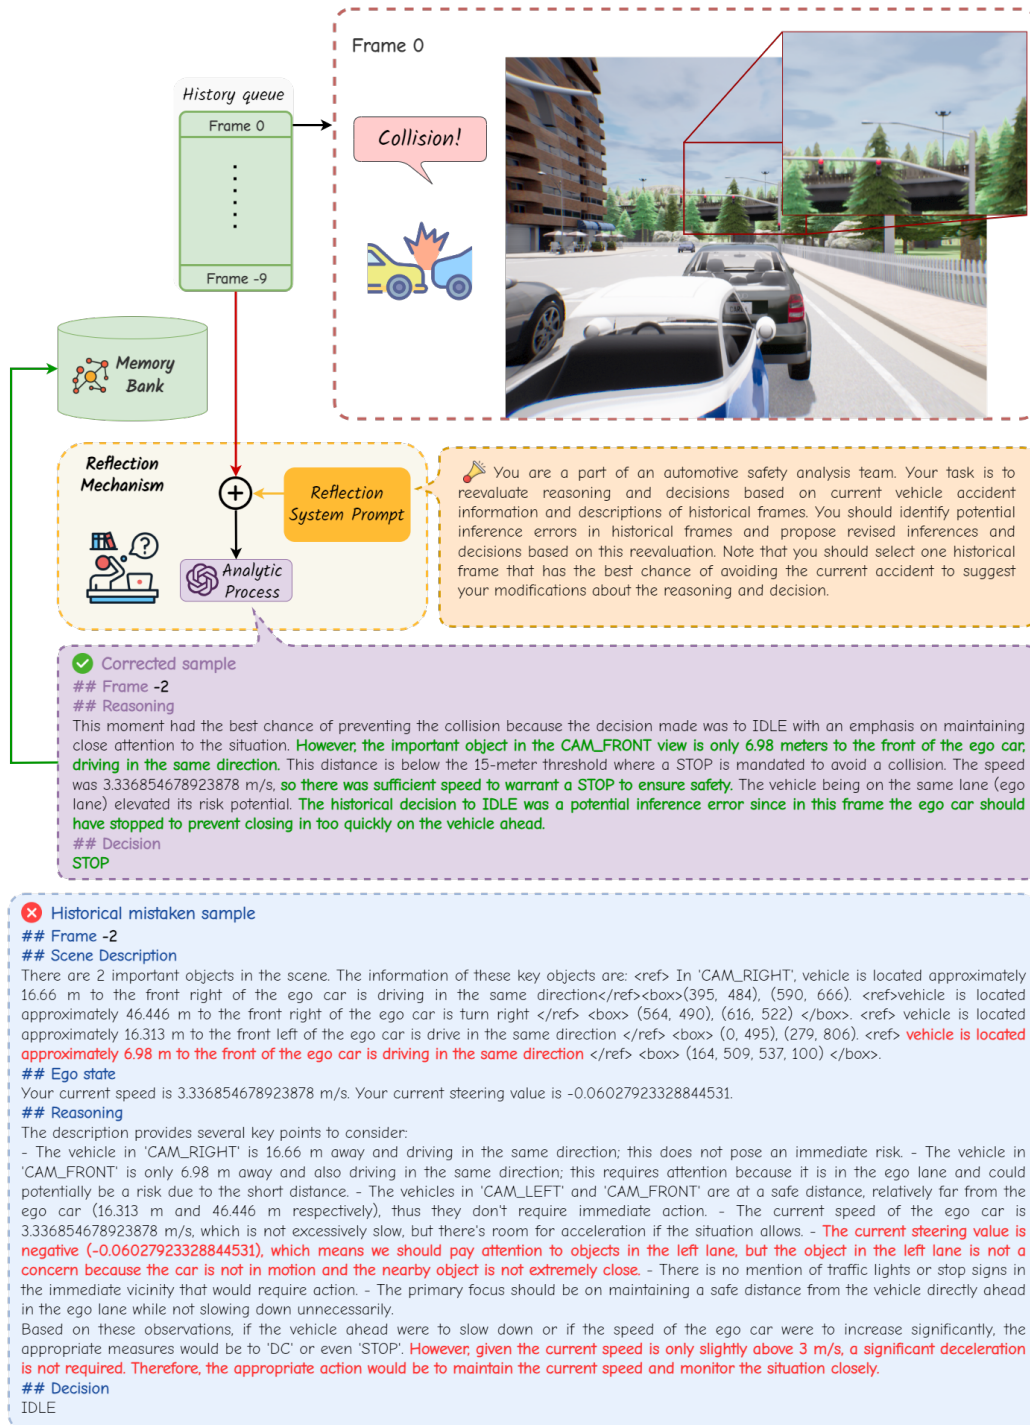 Frame 0
History queue
Frame 0
Collision!
Frame -9
Memory
Bank
Reflection
Mechanism
Reflection
System Prompt
Analytic
Process
You are a part of an automotive safety analysis team. Your task is to
reevaluate reasoning and decisions based on current vehicle accident
information and descriptions of historical frames. You should identify potential
inference errors in historical frames and propose revised inferences and
decisions based on this reevaluation. Note that you should select one historical
frame that has the best chance of avoiding the current accident to suggest
your modifications about the reasoning and decision.
Corrected sample
## Frame -2
## Reasoning
This moment had the best chance of preventing the collision because the decision made was to IDLE with an emphasis on maintaining
close attention to the situation. However, the important object in the CAM_FRONT view is only 6.98 meters to the front of the ego car,
driving in the same direction. This distance is below the 15-meter threshold where a STOP is mandated to avoid a collision. The speed
was 3.336854678923878 m/s, so there was sufficient speed to warrant a STOP to ensure safety. The vehicle being on the same lane (ego
lane) elevated its risk potential. The historical decision to IDLE was a potential inference error since in this frame the ego car should
have stopped to prevent closing in too quickly on the vehicle ahead.
## Decision
STOP
Historical mistaken sample
## Frame -2
## Scene Description
There are 2 important objects in the scene. The information of these key objects are: <ref> In 'CAM_RIGHT', vehicle is located approximately
16.66 m to the front right of the ego car is driving in the same direction</ref><box>(395, 484), (590, 666). <ref>vehicle is located
approximately 46.446 m to the front right of the ego car is turn right </ref> <box> (564, 490), (616, 522) </box>. <ref> vehicle is located
approximately 16.313 m to the front left of the ego car is drive in the same direction </ref> <box> (0, 495), (279, 806). <ref> vehicle is located
approximately 6.98 m to the front of the ego car is driving in the same direction </ref> <box> (164, 509, 537, 100) </box>.
## Ego state
Your current speed is 3.336854678923878 m/s. Your current steering value is -0.06027923328844531.
## Reasoning
The description provides several key points to consider:
- The vehicle in 'CAM_RIGHT' is 16.66 m away and driving in the same direction; this does not pose an immediate risk. - The vehicle in
'CAM_FRONT' is only 6.98 m away and also driving in the same direction; this requires attention because it is in the ego lane and could
potentially be a risk due to the short distance. - The vehicles in 'CAM_LEFT' and 'CAM_FRONT' are at a safe distance, relatively far from the
ego car (16.313 m and 46.446 m respectively), thus they don't require immediate action. - The current speed of the ego car is
3.336854678923878 m/s, which is not excessively slow, but there's room for acceleration if the situation allows. - The current steering value is
negative (-0.06027923328844531), which means we should pay attention to objects in the left lane, but the object in the left lane is not a
concern because the car is not in motion and the nearby object is not extremely close. - There is no mention of traffic lights or stop signs in
the immediate vicinity that would require action. - The primary focus should be on maintaining a safe distance from the vehicle directly ahead
in the ego lane while not slowing down unnecessarily.
Based on these observations, if the vehicle ahead were to slow down or if the speed of the ego car were to increase significantly, the
appropriate measures would be to 'DC' or even 'STOP'. However, given the current speed is only slightly above 3 m/s, a significant deceleration
is not required. Therefore, the appropriate action would be to maintain the current speed and monitor the situation closely.
## Decision
IDLE